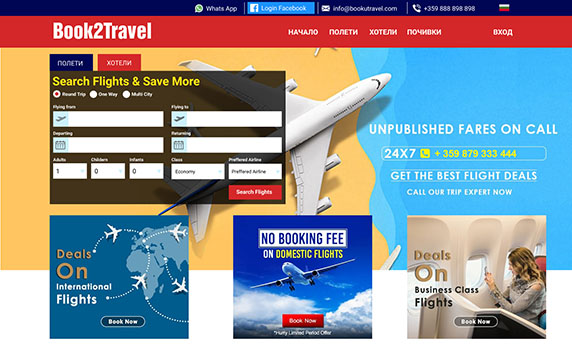 Whats App
Login Facebook
info@bookutravel.com
+359 888 898 898
Book2Travel
НАЧАЛО ПОЛЕТИ ХОТЕЛИ ПОЧИВКИ ВХОД
ПОЛЕТИ ХОТЕЛИ
Search Flights & Save More
Round Trip One Way Multi City
Flying from Flying to
Departing Returning
Adults Childern Infants Class Preffered Airline
1 0 0 Economy Preffered Airline
Search Flights
UNPUBLISHED FARES ON CALL
24X7 + 359 879 333 444
GET THE BEST FLIGHT DEALS
CALL OUR TRIP EXPERT NOW
Deals
On
International
Flights
Book Now
NO BOOKING FEE
ON DOMESTIC FLIGHTS
Book Now
*Hurry Limited Period Offer
Deals
On
Business Class
Flights
Book Now